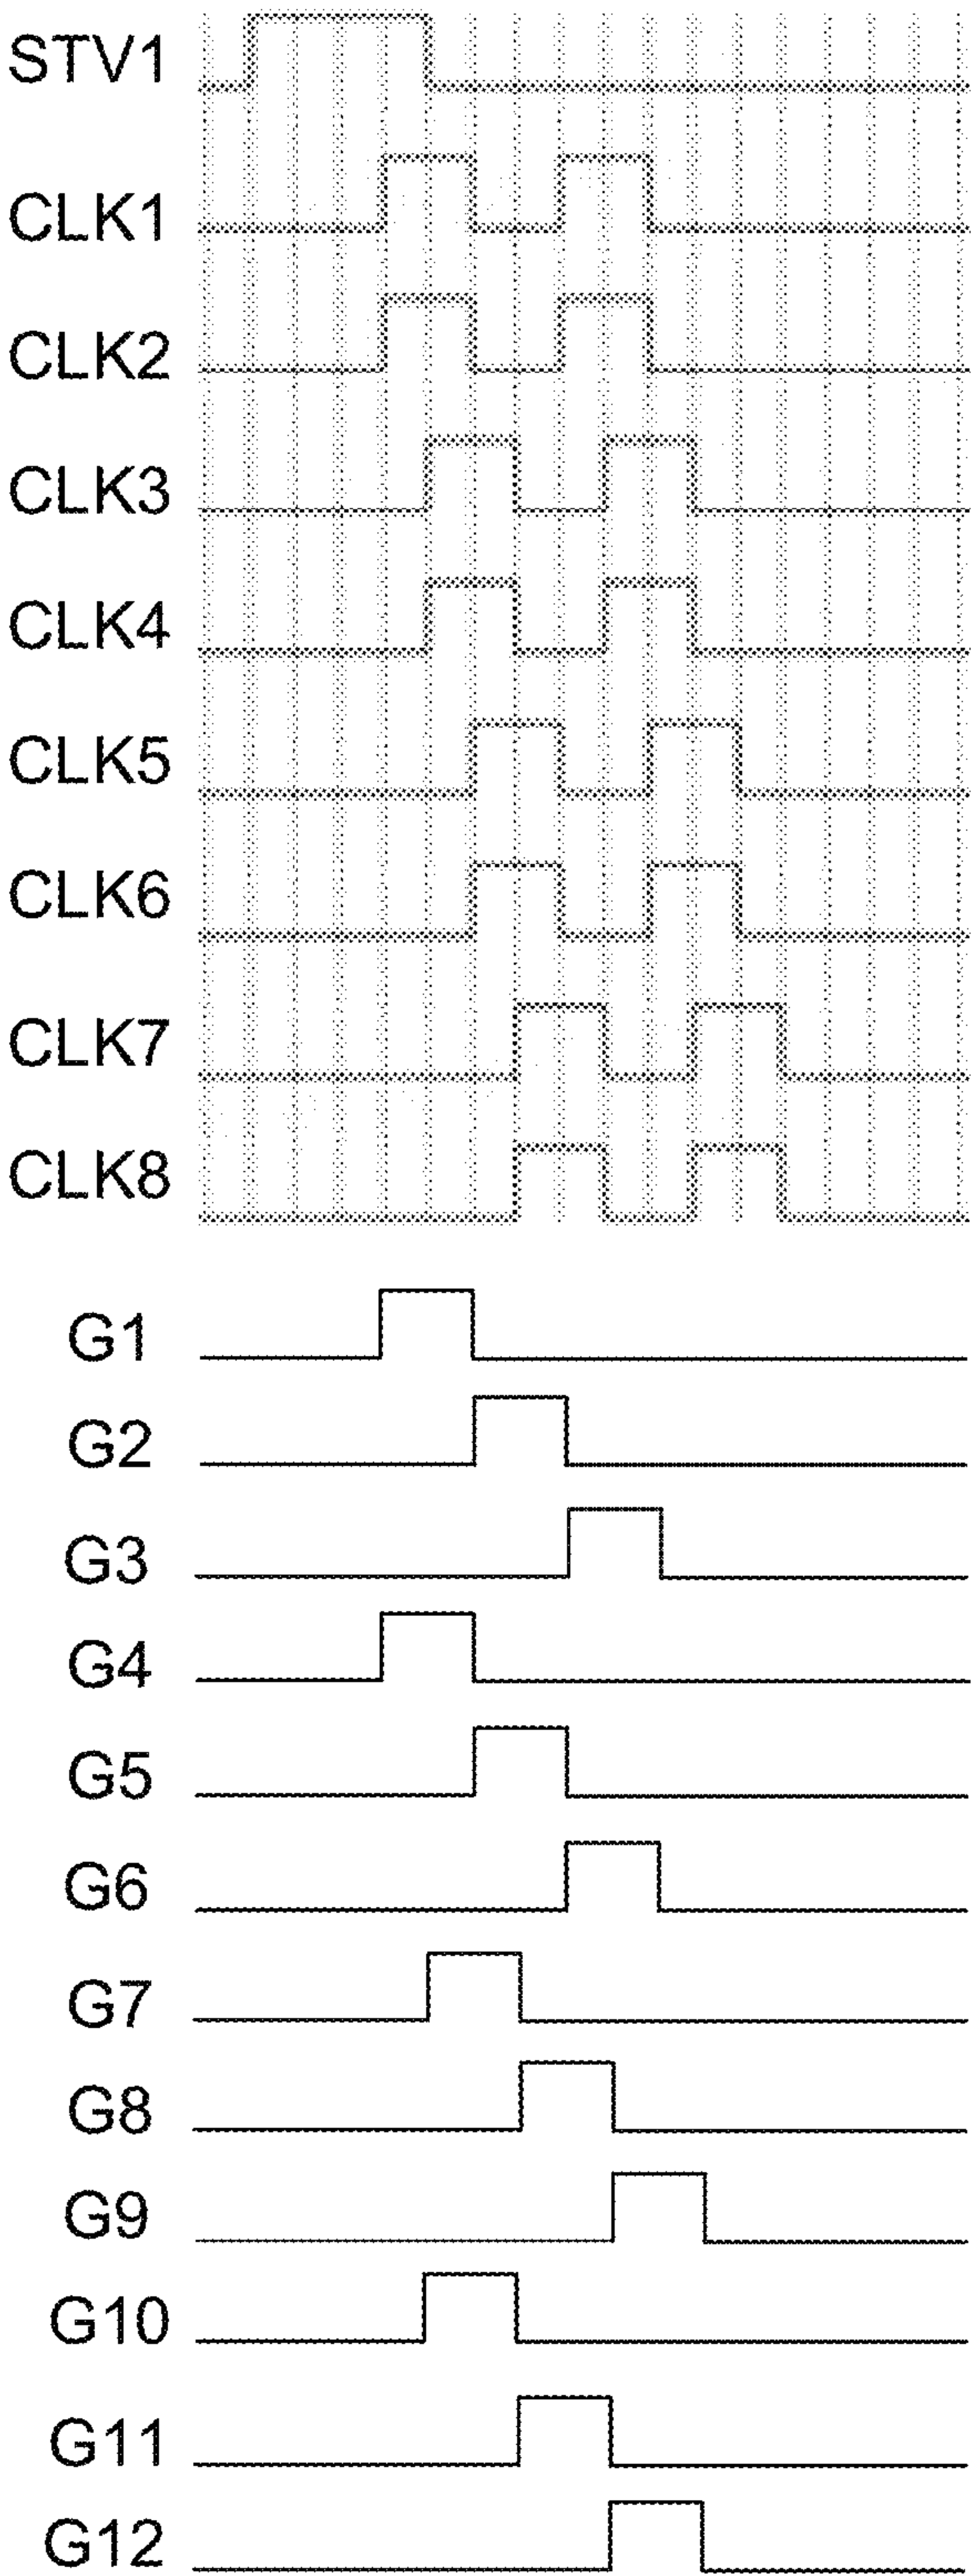 STV1
CLK1
CLK2
CLK3
CLK4
CLK5
CLK6
CLK7
CLK8
G1
G2
G3
G4
G5
G6
G7
G8
G9
G10
G11
G12